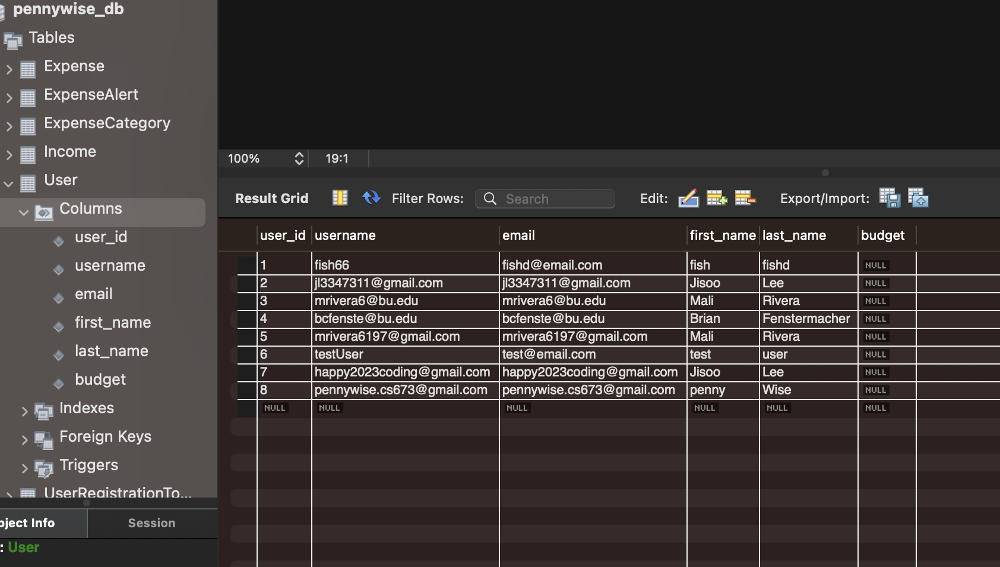 pennywise_db
Tables
Expense
ExpenseAlert
ExpenseCategory
Income
User
Columns
user_id
username
email
first_name
last_name
budget
Indexes
Foreign Keys
Triggers
UserRegistrationTo...
bject Info Session
: User
100% 19:1
Result Grid Filter Rows: Search Edit: Export/Import:
user_id username email first_name last_name budget
1 fish66 fishd@email.com fish fishd NULL
2 jl3347311@gmail.com jl3347311@gmail.com Jisoo Lee NULL
3 mrivera6@bu.edu mrivera6@bu.edu Mali Rivera NULL
4 bcfenste@bu.edu bcfenste@bu.edu Brian Fenstermacher NULL
5 mrivera6197@gmail.com mrivera6197@gmail.com Mali Rivera NULL
6 testUser test@email.com test user NULL
7 happy2023coding@gmail.com happy2023coding@gmail.com Jisoo Lee NULL
8 pennywise.cs673@gmail.com pennywise.cs673@gmail.com penny Wise NULL
NULL NULL NULL NULL NULL NULL